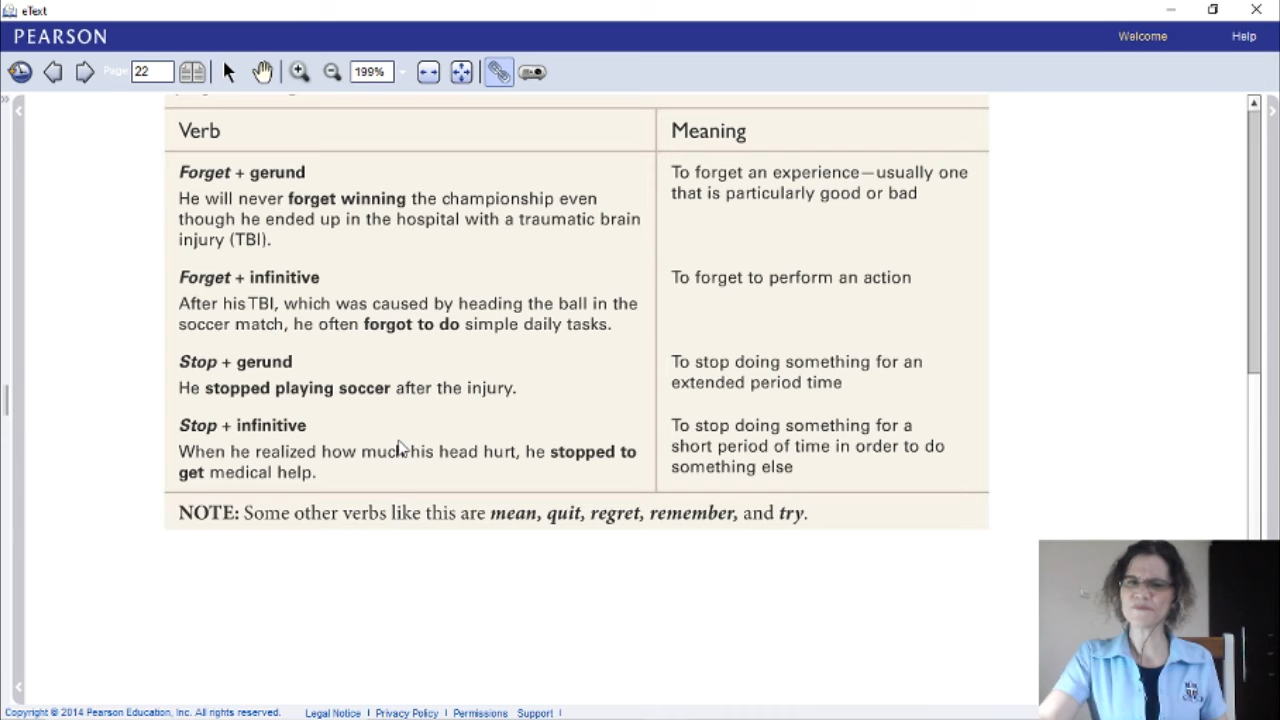 eText
PEARSON
Welcome
Help
Page
22
199%
Verb
Meaning
Forget + gerund
He will never forget winning the championship even
though he ended up in the hospital with a traumatic brain
injury (TBI).
To forget an experience—usually one
that is particularly good or bad
Forget + infinitive
After his TBI, which was caused by heading the ball in the
soccer match, he often forgot to do simple daily tasks.
To forget to perform an action
Stop + gerund
He stopped playing soccer after the injury.
To stop doing something for an
extended period time
Stop + infinitive
When he realized how much his head hurt, he stopped to
get medical help.
To stop doing something for a
short period of time in order to do
something else
NOTE: Some other verbs like this are mean, quit, regret, remember, and try.
Copyright © 2014 Pearson Education, Inc. All rights reserved.
Legal Notice | Privacy Policy | Permissions Support |